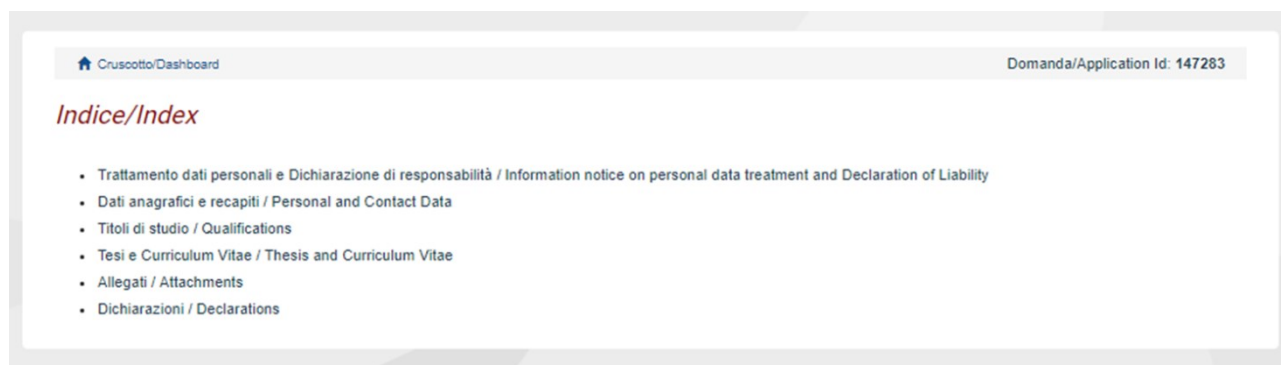 Cruscotto/Dashboard
Domanda/Application Id: 147283
Indice/Index
Trattamento dati personali e Dichiarazione di responsabilità / Information notice on personal data treatment and Declaration of Liability
Dati anagrafici e recapiti / Personal and Contact Data
Titoli di studio / Qualifications
Tesi e Curriculum Vitae / Thesis and Curriculum Vitae
Allegati / Attachments
Dichiarazioni / Declarations